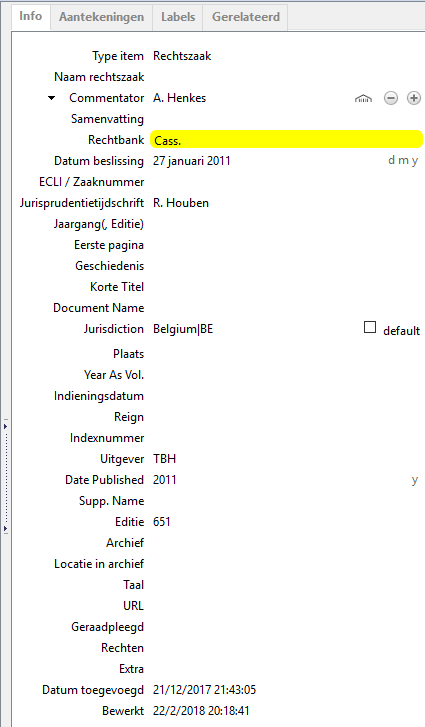 Info Aantekeningen Labels Gerelateerd
Type item Rechtszaak
Naam rechtszaak
Commentator A. Henkes
Samenvatting
Rechtbank Cass.
Datum beslissing 27 januari 2011 d m y
ECLI / Zaaknummer
Jurisprudentietijdschrift R. Houben
Jaargang(, Editie)
Eerste pagina
Geschiedenis
Korte Titel
Document Name
Jurisdiction Belgium|BE default
Plaats
Year As Vol.
Indieningsdatum
Reign
Indexnummer
Uitgever TBH
Date Published 2011 y
Supp. Name
Editie 651
Archief
Locatie in archief
Taal
URL
Geraadpleegd
Rechten
Extra
Datum toegevoegd 21/12/2017 21:43:05
Bewerkt 22/2/2018 20:18:41